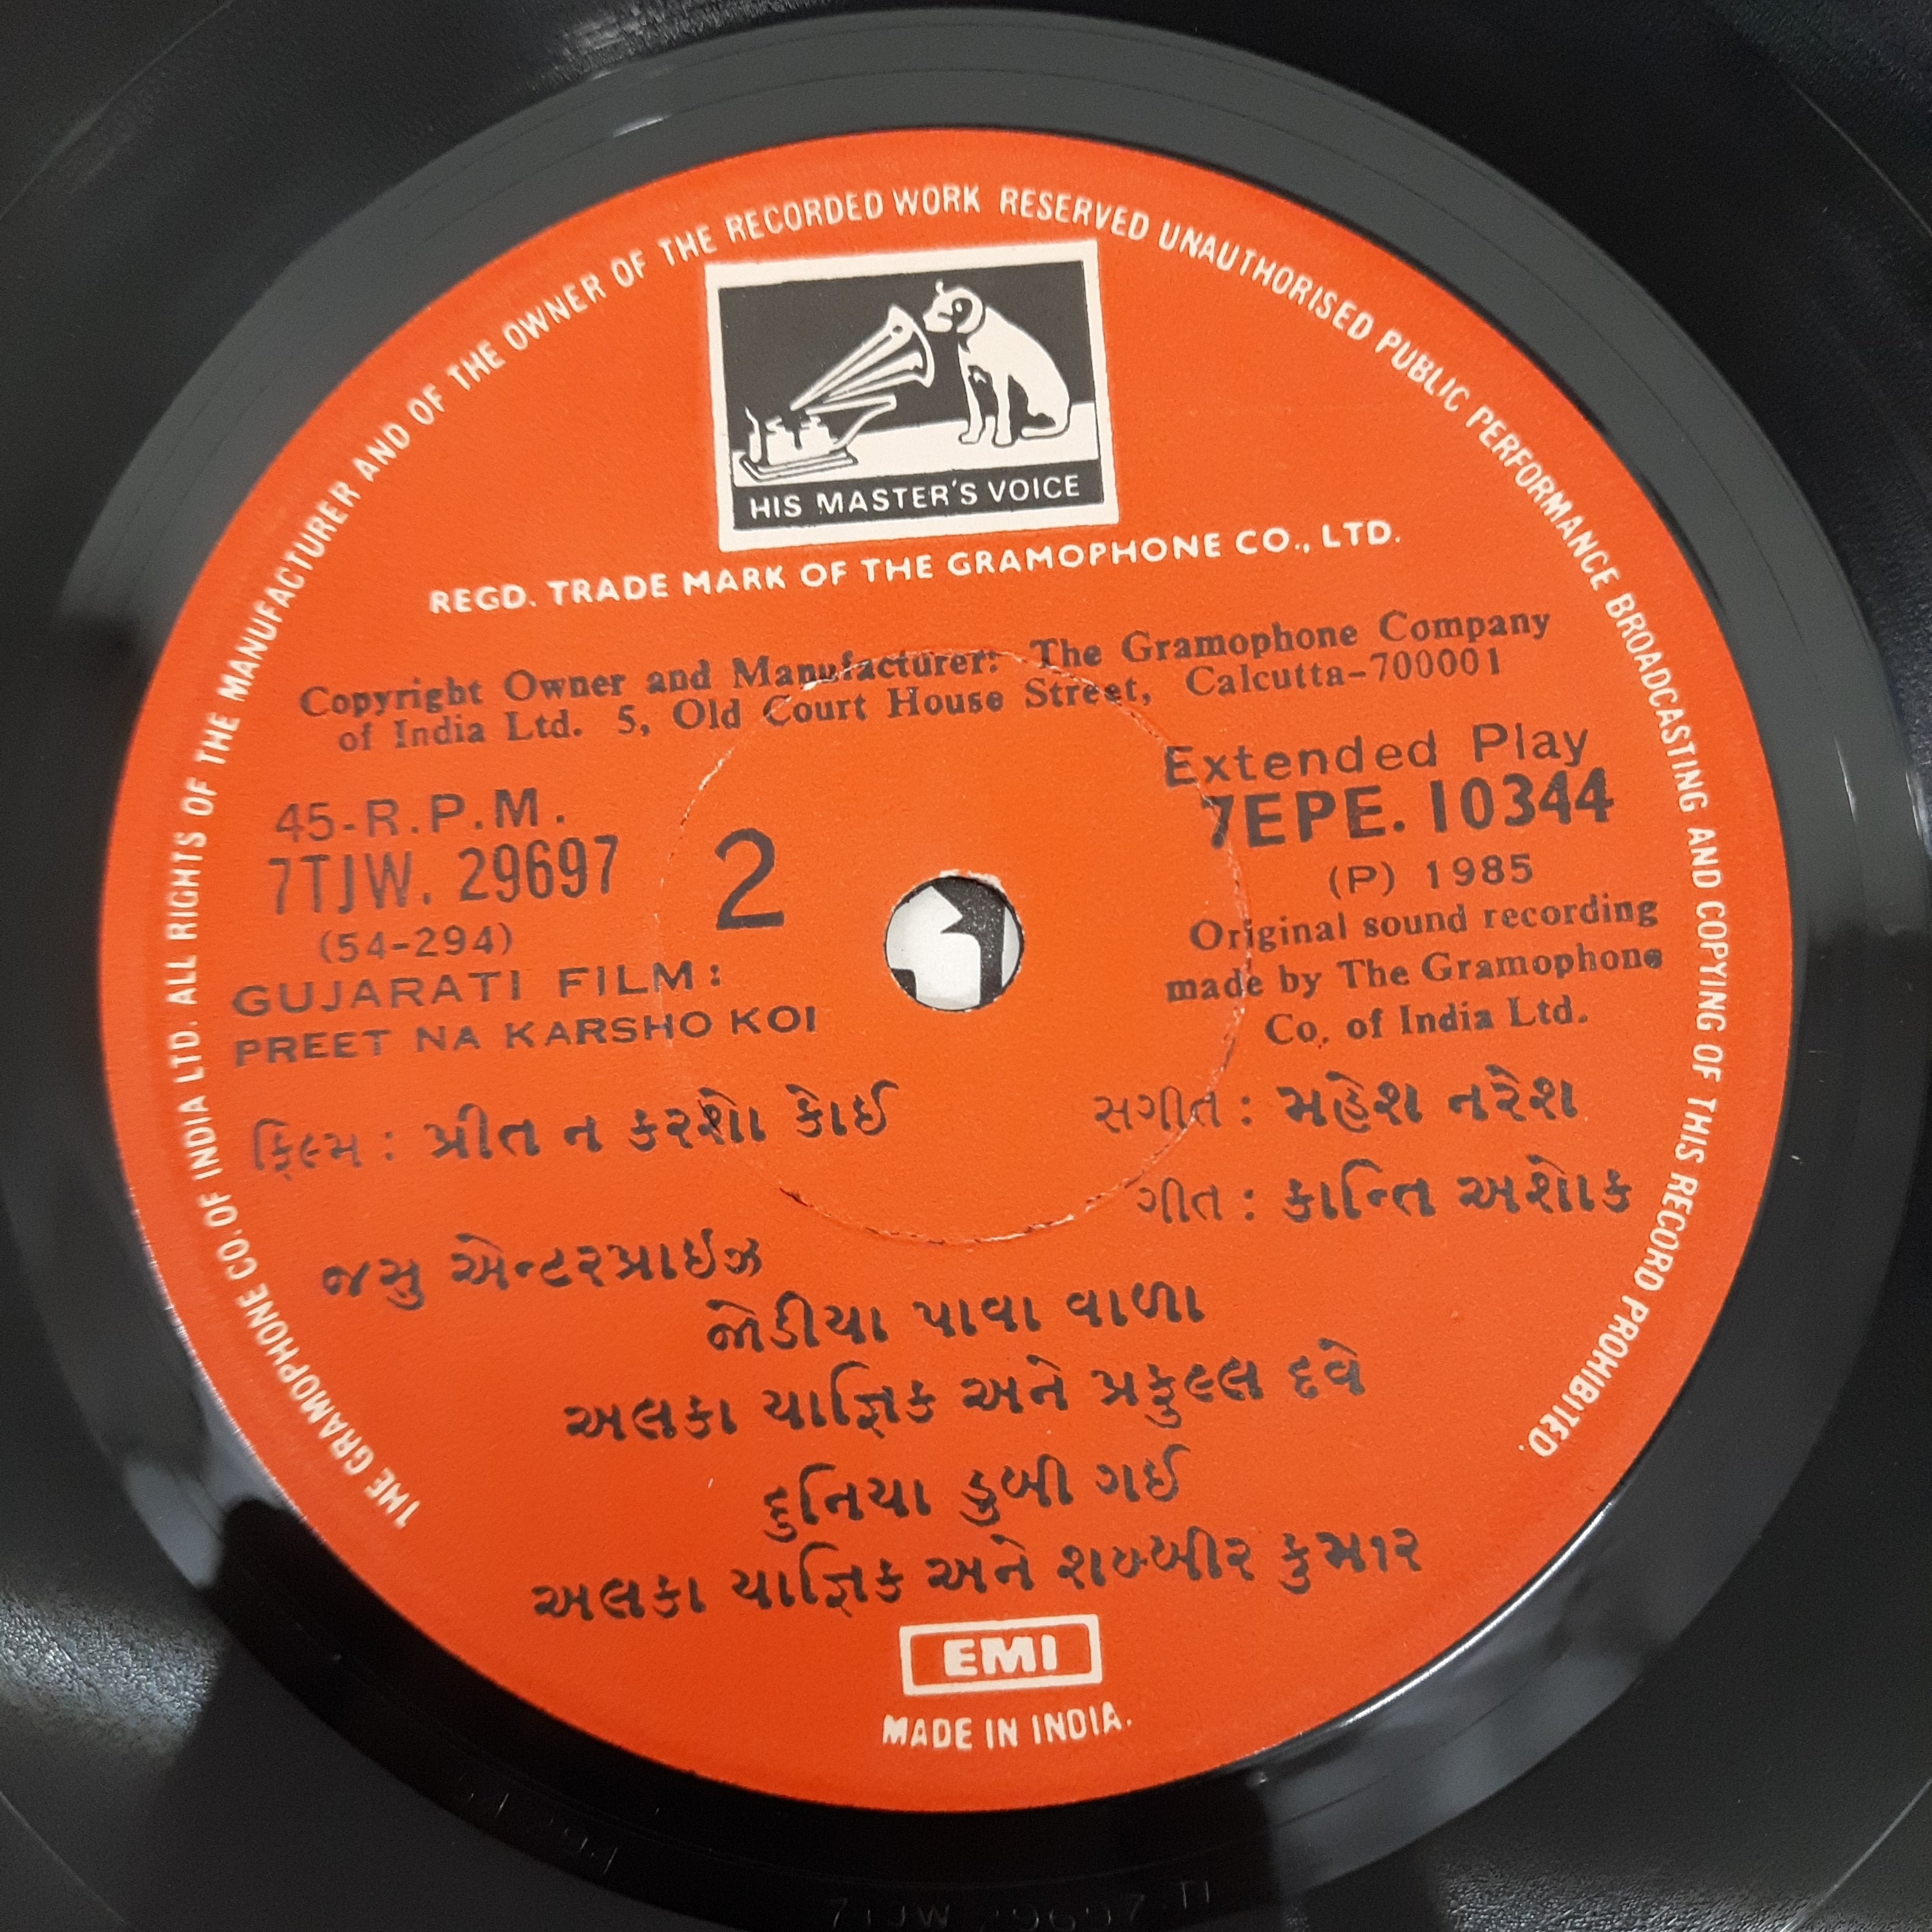 THE GRAMOPHONE CO. OF INDIA LTD. ALL RIGHTS OF THE MANUFACTURER AND OF THE OWNER OF THE RECORDED WORK RESERVED UNAUTHORISED PUBLIC PERFORMANCE BROADCASTING AND COPYING OF THIS RECORD PROHIBITED.
HIS MASTER'S VOICE
REGD. TRADE MARK OF THE GRAMOPHONE CO., LTD.
Copyright Owner and Manufacturer: The Gramophone Company
of India Ltd. 5, Old Court House Street, Calcutta-700001
45-R.P.M.
7TJW. 29697
(54-294)
2
Extended Play
7EPE. 10344
(P) 1985
Original sound recording
made by The Gramophone
Co. of India Ltd.
GUJARATI FILM:
PREET NA KARSHO KOI
ફિલ્મ : પ્રીત ન કરશો કોઈ
સગીત : મહેશ નરેશ
ગીત : કાન્તિ અશોક
જસુ એન્ટરપ્રાઇઝ
જોડીયા પાવા વાળા
અલકા યાજ્ઞિક અને પ્રફુલ્લ દવે
દુનિયા ડુબી ગઈ
અલકા યાજ્ઞિક અને શબ્બીર કુમાર
EMI
MADE IN INDIA.
7TJW 29697